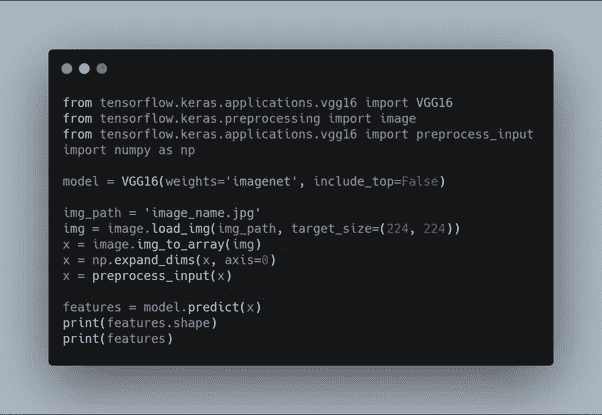 from tensorflow.keras.applications.vgg16 import VGG16
from tensorflow.keras.preprocessing import image
from tensorflow.keras.applications.vgg16 import preprocess_input
import numpy as np
model = VGG16(weights='imagenet', include_top=False)
img_path = 'image_name.jpg'
img = image.load_img(img_path, target_size=(224, 224))
x = image.img_to_array(img)
x = np.expand_dims(x, axis=0)
x = preprocess_input(x)
features = model.predict(x)
print(features.shape)
print(features)